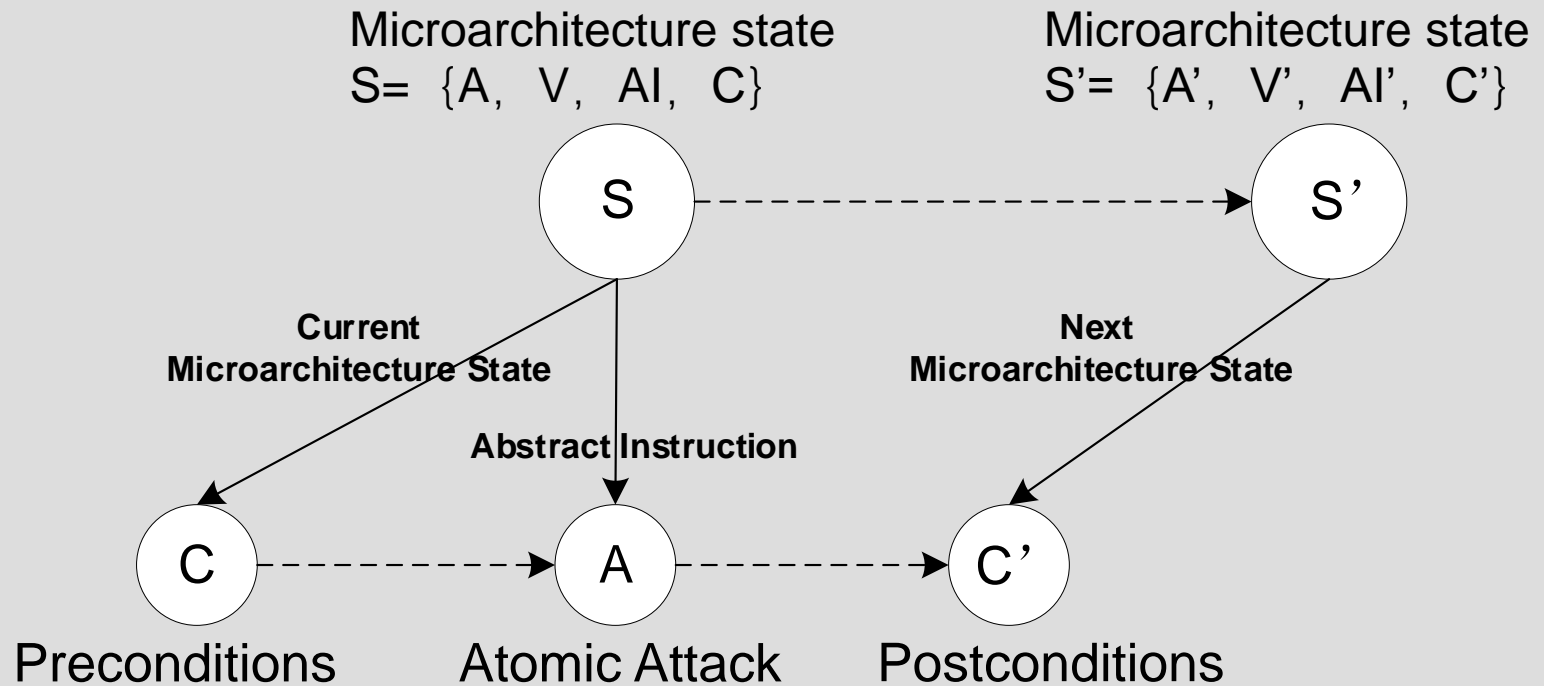 Microarchitecture state
S= {A, V, AI, C}
Microarchitecture state
S’= {A’, V’, AI’, C’}
S
S’
Current
Microarchitecture State
Next
Microarchitecture State
Abstract Instruction
C
A
C’
Preconditions
Atomic Attack
Postconditions